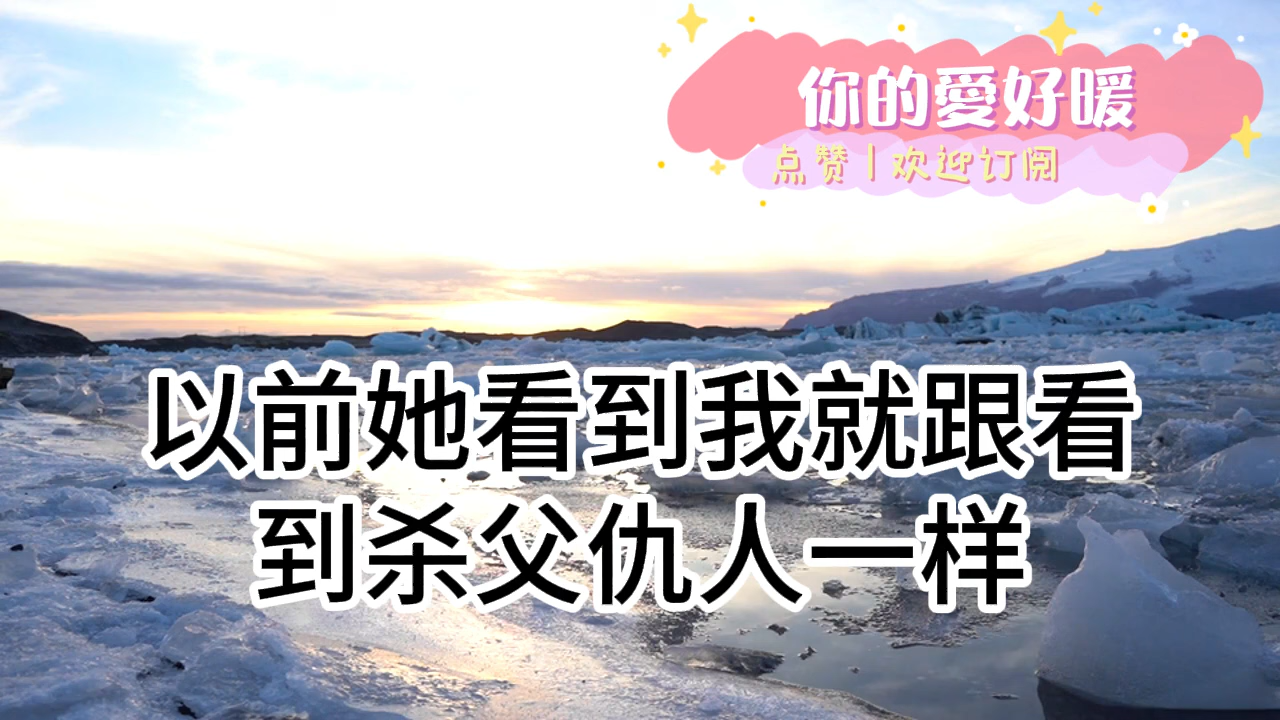 你的愛好暖
点赞 | 欢迎订阅
以前她看到我就跟看
到杀父仇人一样